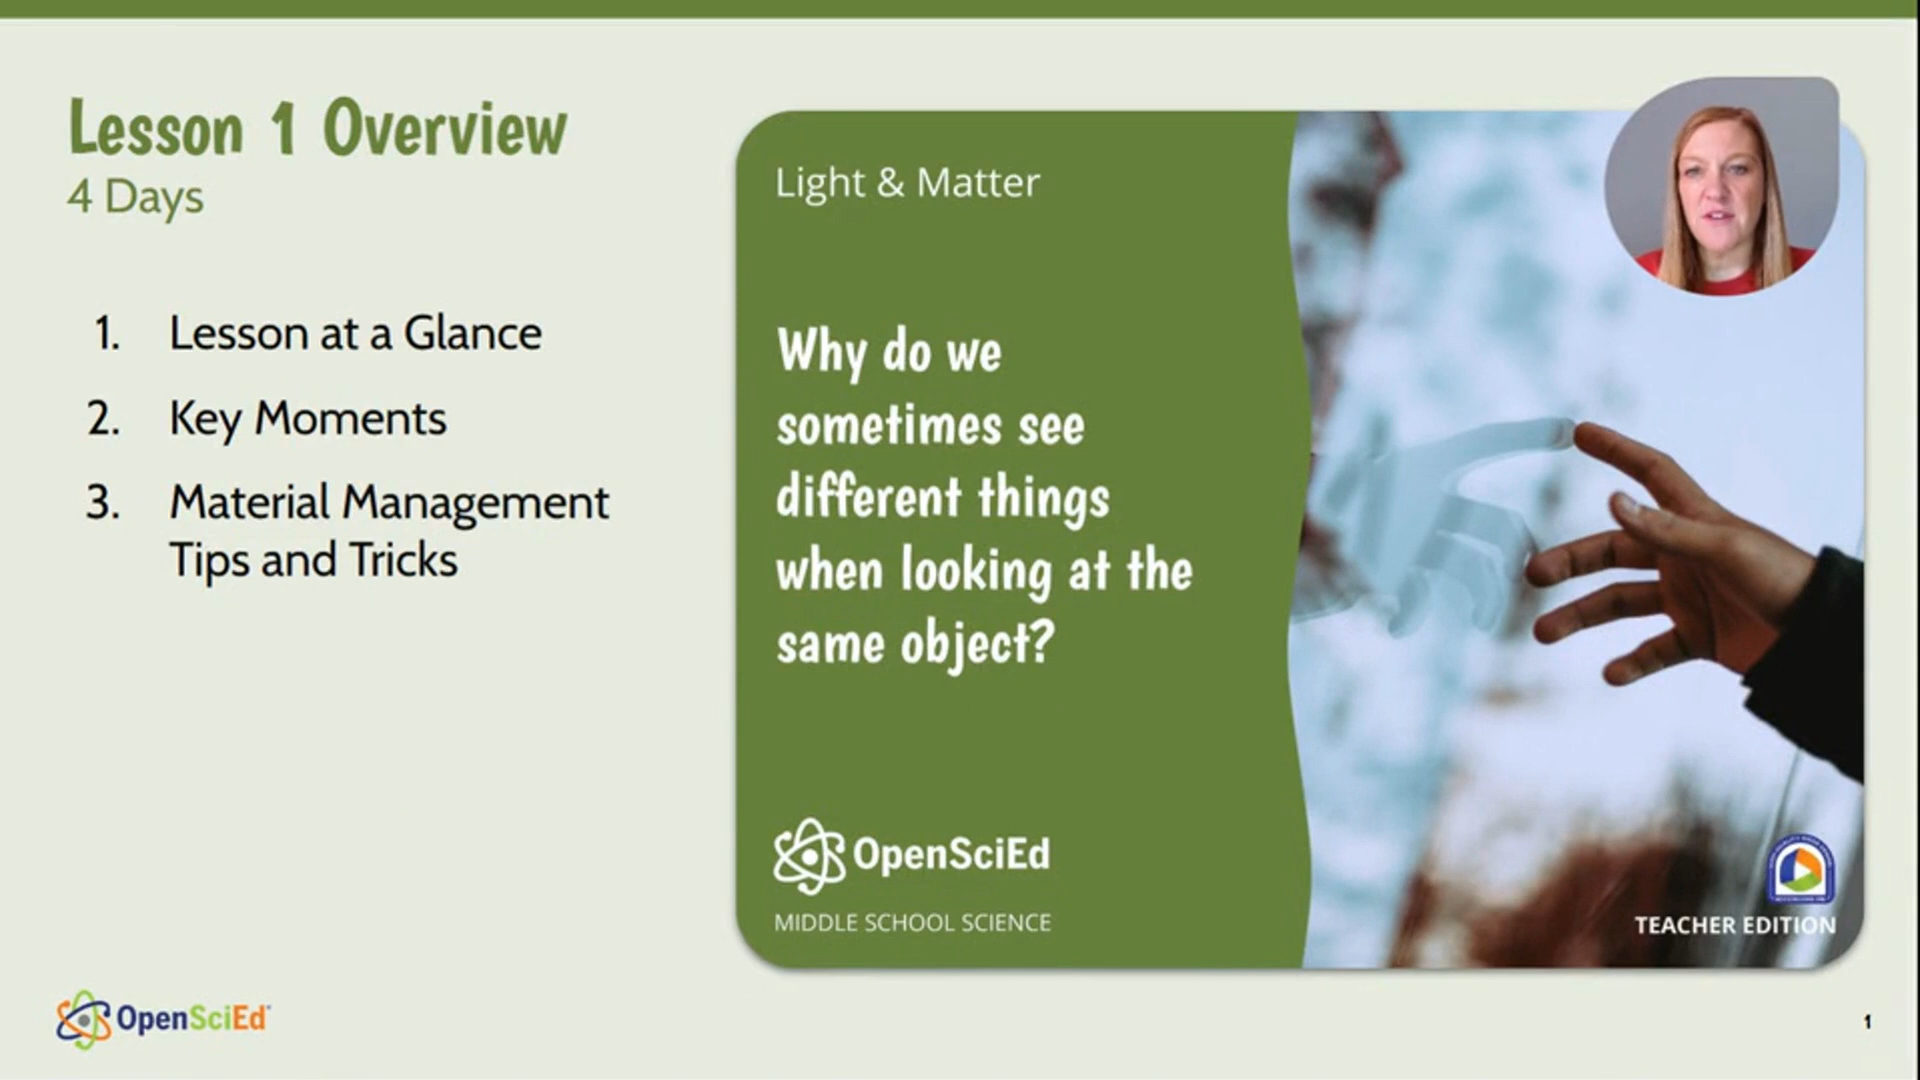 Lesson 1 Overview
4 Days
1. Lesson at a Glance
2. Key Moments
3. Material Management
Tips and Tricks
Light & Matter
Why do we
sometimes see
different things
when looking at the
same object?
OpenSciEd
MIDDLE SCHOOL SCIENCE
TEACHER EDITION
OpenSciEd
1